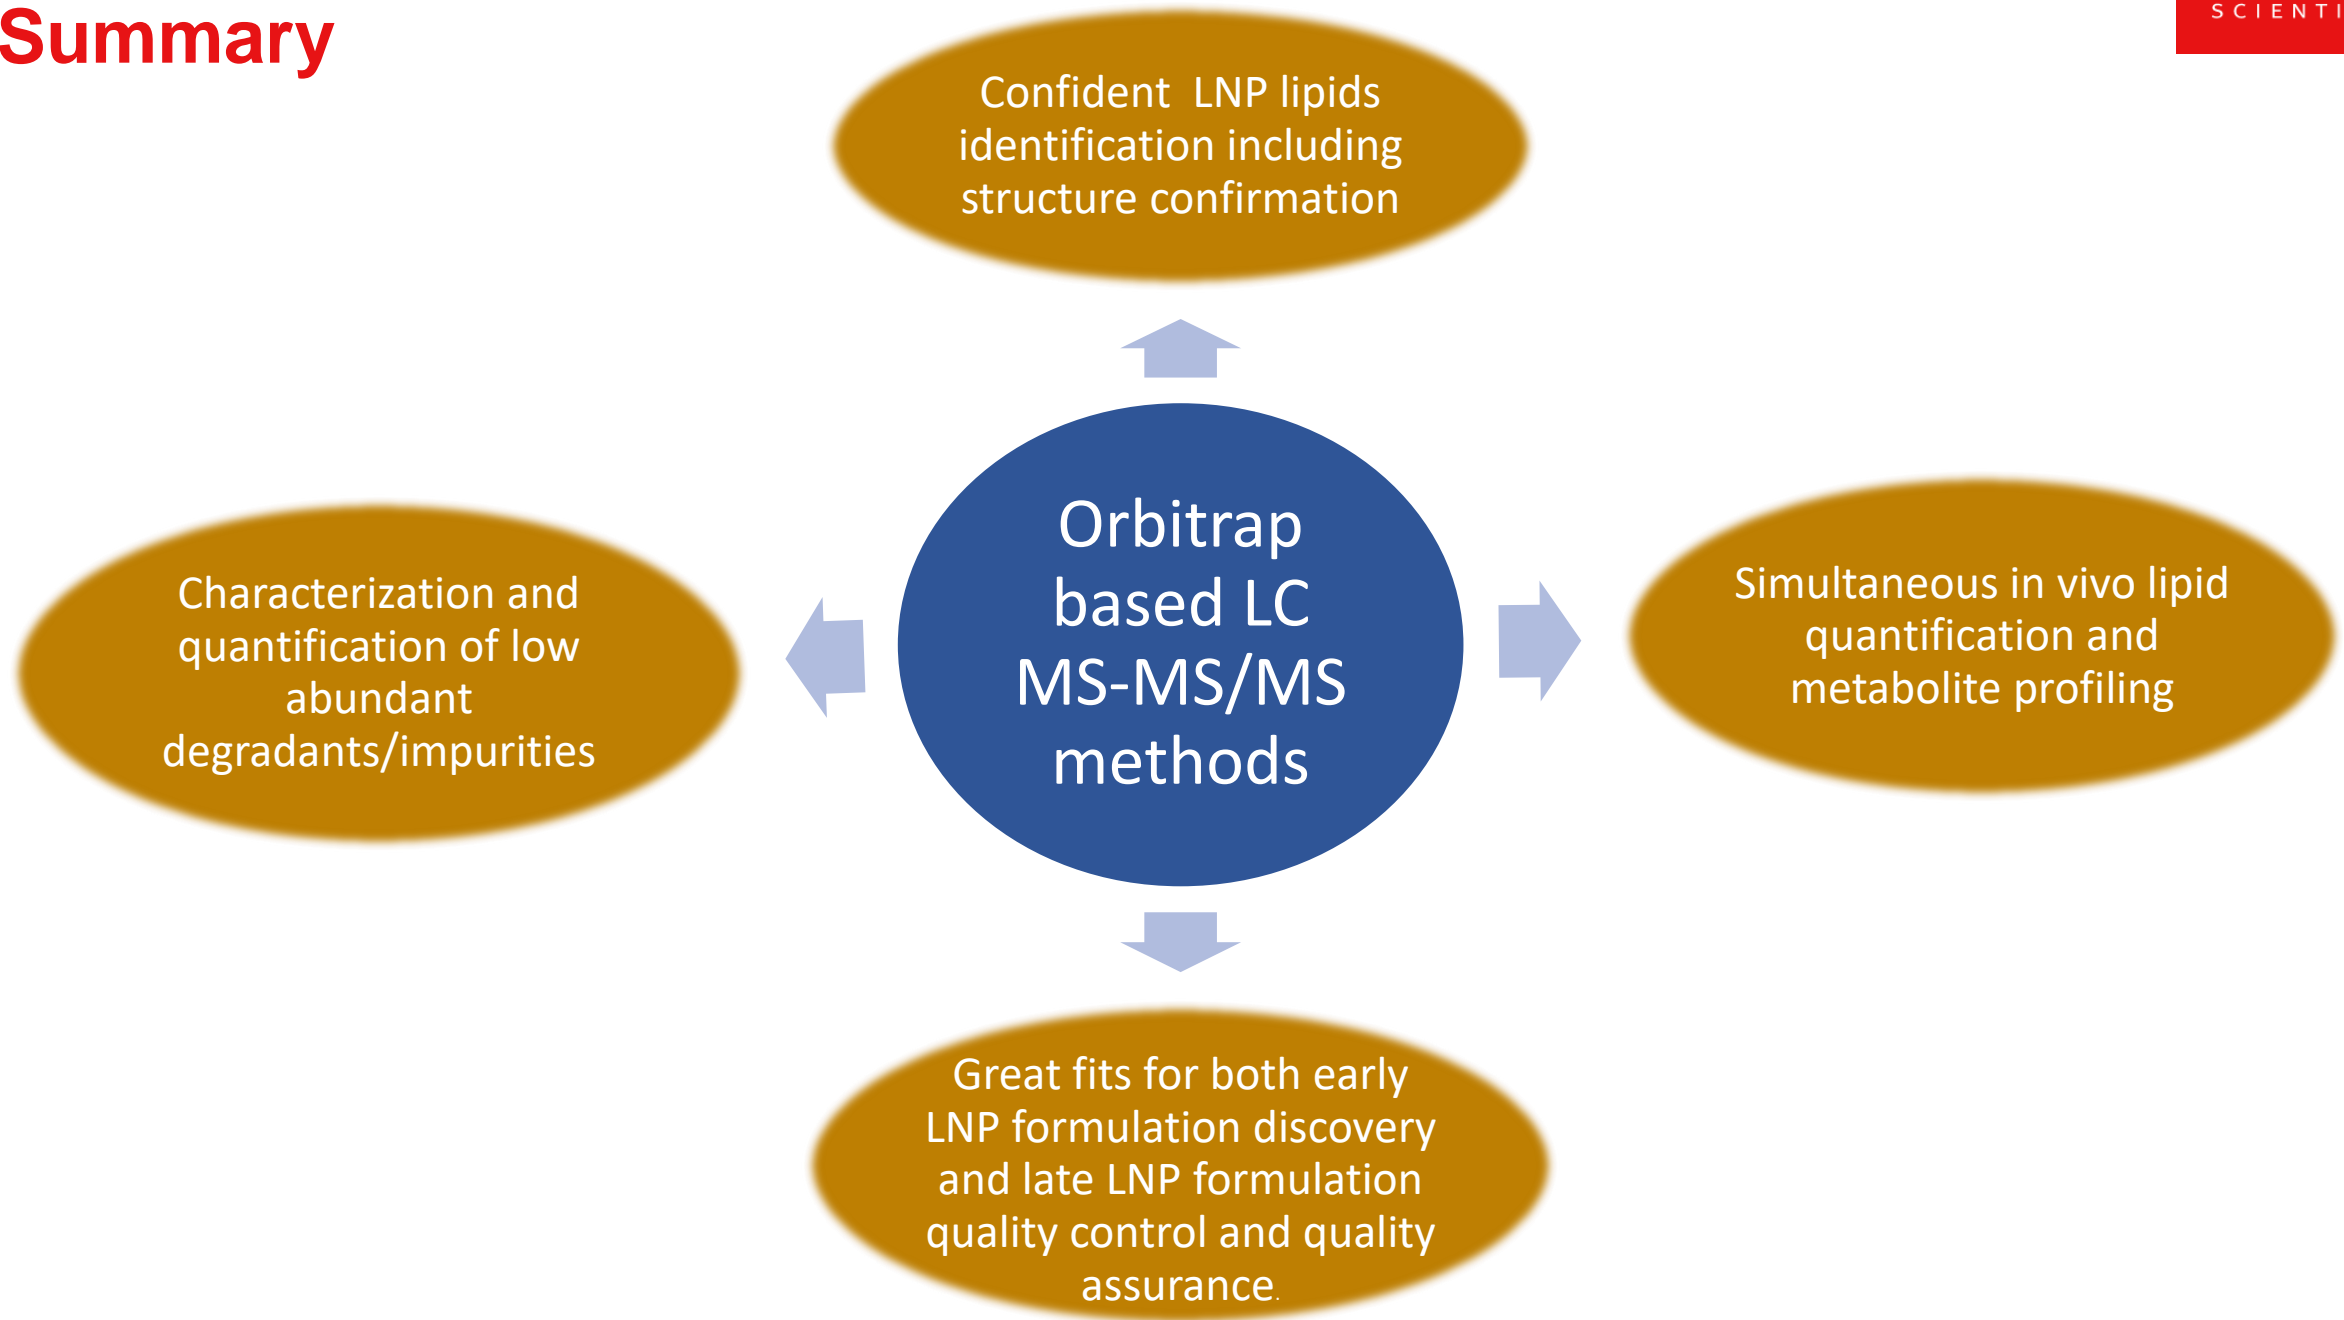 Summary
SCIENTI
Confident LNP lipids
identification including
structure confirmation
Orbitrap
based LC
MS-MS/MS
methods
Characterization and
quantification of low
abundant
degradants/impurities
Simultaneous in vivo lipid
quantification and
metabolite profiling
Great fits for both early
LNP formulation discovery
and late LNP formulation
quality control and quality
assurance.